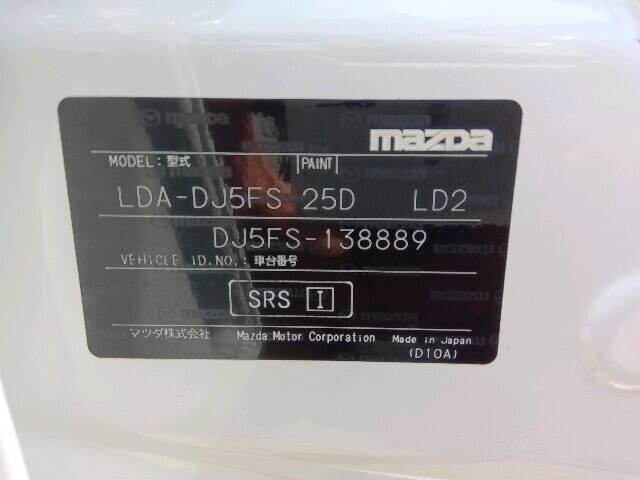 mazda
MODEL: 型式 PAINT
LDA-DJ5FS 25D LD2
DJ5FS-138889
VEHICLE ID.NO.: 車台番号
SRS I
マツダ株式会社 Mazda Motor Corporation Made in Japan
(D10A)